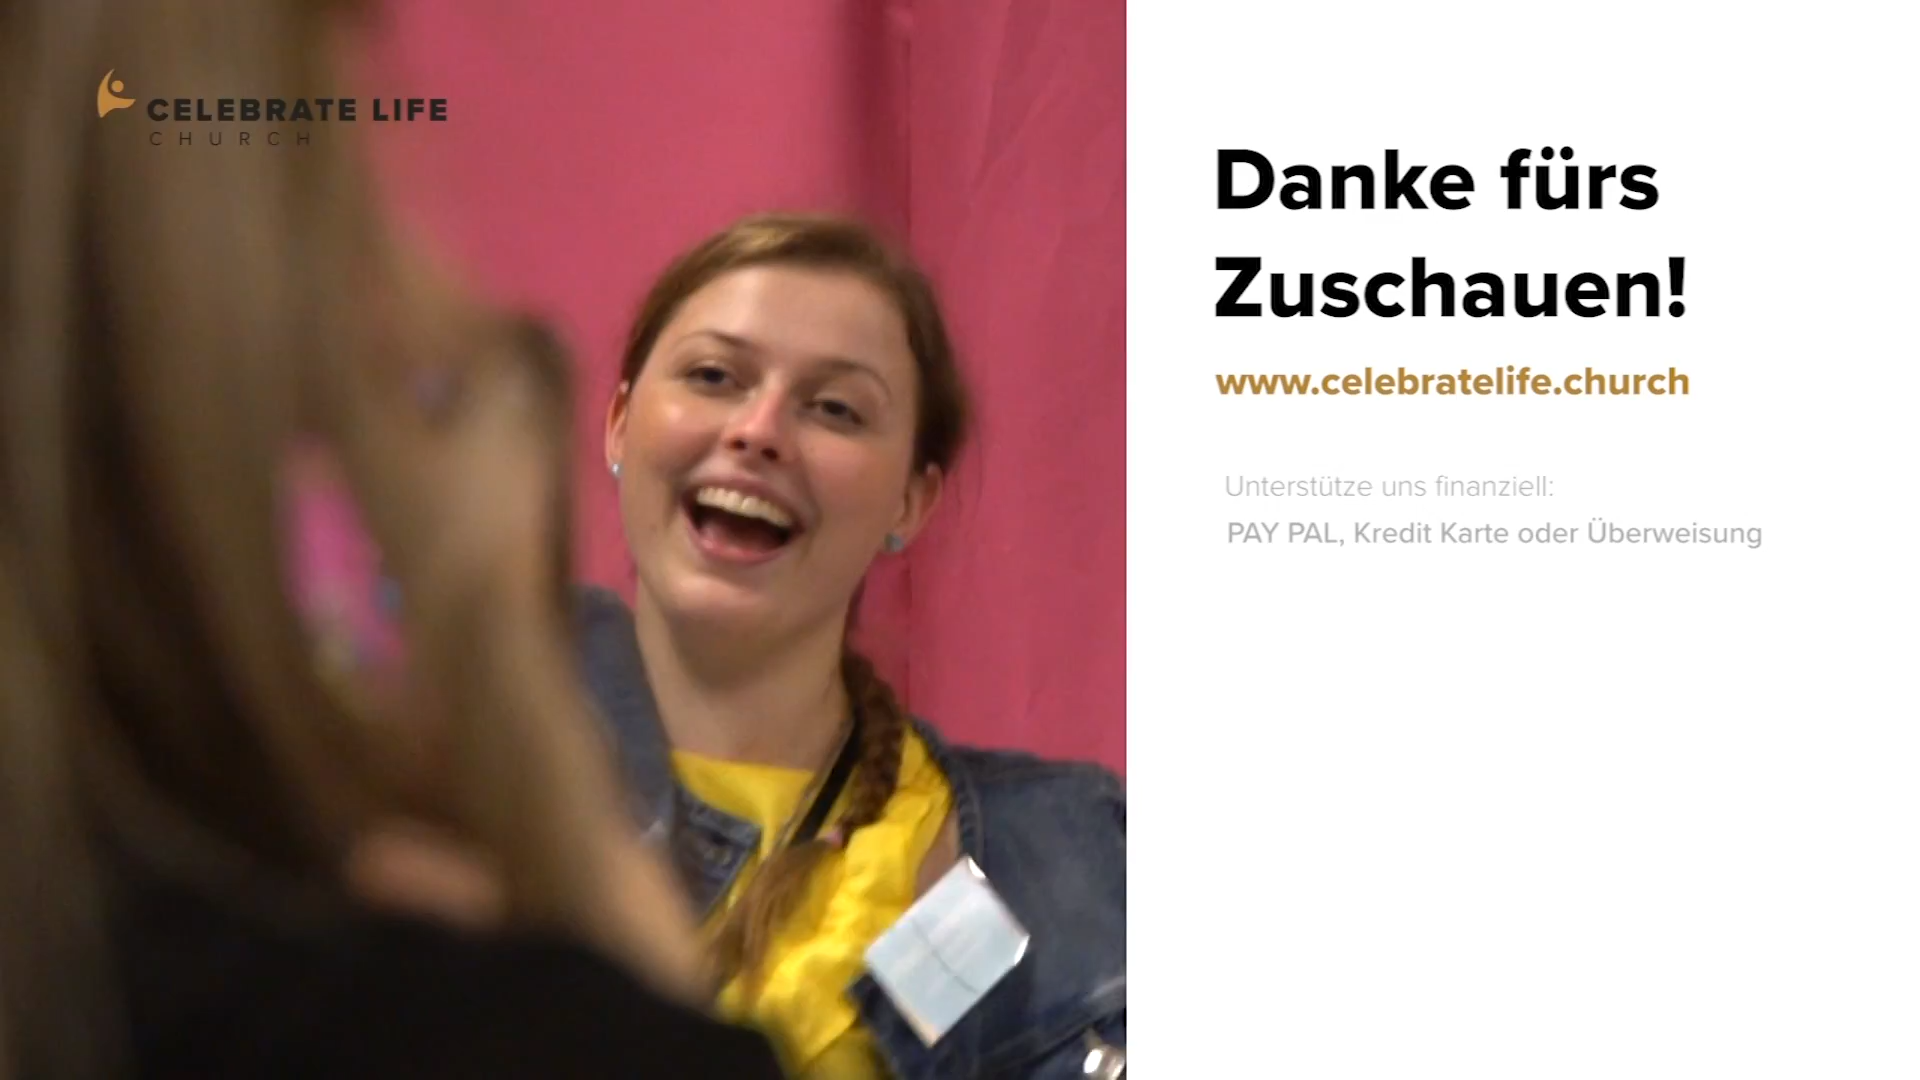 CELEBRATE LIFE
CHURCH
Danke fürs
Zuschauen!
www.celebratelife.church
Unterstütze uns finanziell:
PAY PAL, Kredit Karte oder Überweisung